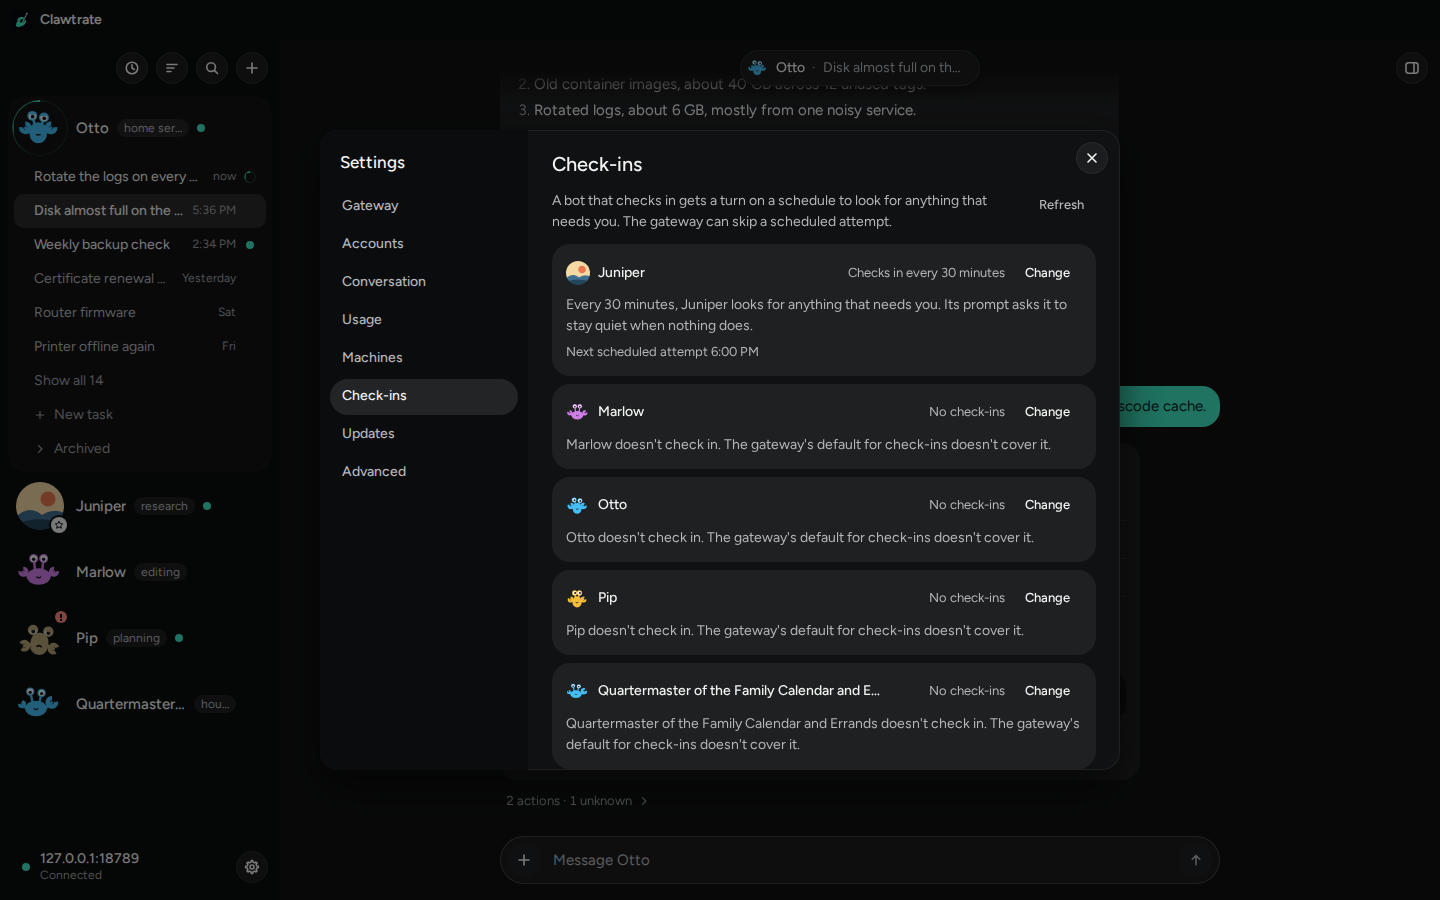 Clawtrate
Otto
home ser...
Rotate the logs on every ...
now
Disk almost full on the ...
5:36 PM
Weekly backup check
2:34 PM
Certificate renewal ...
Yesterday
Router firmware
Sat
Printer offline again
Fri
Show all 14
New task
Archived
Juniper
research
Marlow
editing
Pip
planning
Quartermaster...
hou...
127.0.0.1:18789
Connected
Otto · Disk almost full on th...
2. Old container images, about 40 GB across 12 unused tags.
3. Rotated logs, about 6 GB, mostly from one noisy service.
Settings
Gateway
Accounts
Conversation
Usage
Machines
Check-ins
Updates
Advanced
Check-ins
A bot that checks in gets a turn on a schedule to look for anything that
needs you. The gateway can skip a scheduled attempt.
Refresh
Juniper
Checks in every 30 minutes
Change
Every 30 minutes, Juniper looks for anything that needs you. Its prompt asks it to
stay quiet when nothing does.
Next scheduled attempt 6:00 PM
Marlow
No check-ins
Change
Marlow doesn't check in. The gateway's default for check-ins doesn't cover it.
Otto
No check-ins
Change
Otto doesn't check in. The gateway's default for check-ins doesn't cover it.
Pip
No check-ins
Change
Pip doesn't check in. The gateway's default for check-ins doesn't cover it.
Quartermaster of the Family Calendar and E...
No check-ins
Change
Quartermaster of the Family Calendar and Errands doesn't check in. The gateway's
default for check-ins doesn't cover it.
scode cache.
2 actions · 1 unknown
Message Otto